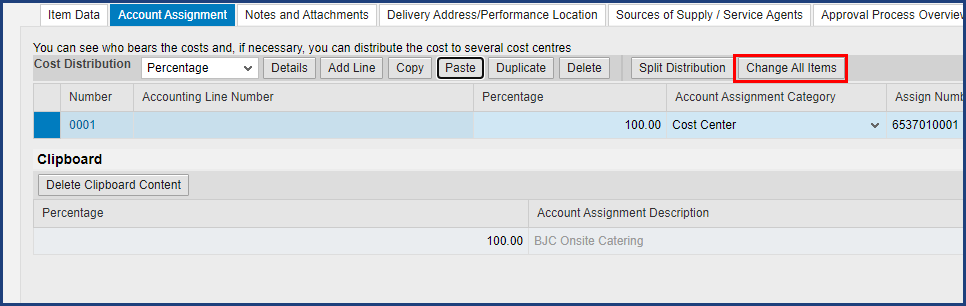 Item Data Account Assignment Notes and Attachments Delivery Address/Performance Location Sources of Supply / Service Agents Approval Process Overview
You can see who bears the costs and, if necessary, you can distribute the cost to several cost centres
Cost Distribution Percentage Details Add Line Copy Paste Duplicate Delete Split Distribution Change All Items
Number Accounting Line Number Percentage Account Assignment Category Assign Numb
0001 100.00 Cost Center 6537010001
Clipboard
Delete Clipboard Content
Percentage Account Assignment Description
100.00 BJC Onsite Catering